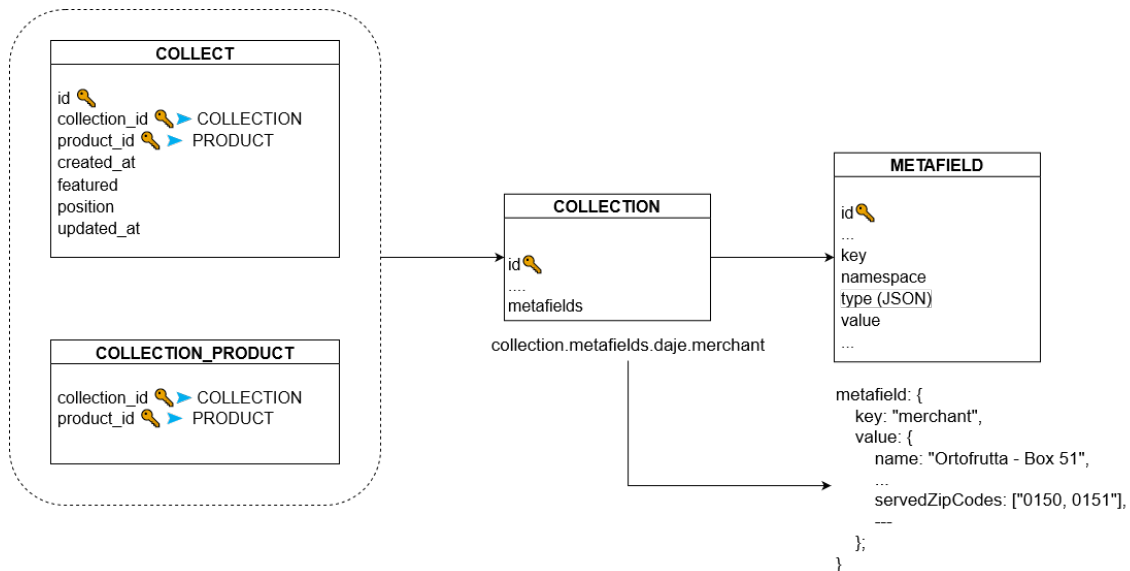 COLLECT
id
collection_id COLLECTION
product_id PRODUCT
created_at
featured
position
updated_at
COLLECTION_PRODUCT
collection_id COLLECTION
product_id PRODUCT
COLLECTION
id
....
metafields
collection.metafields.daje.merchant
METAFIELD
id
...
key
namespace
type (JSON)
value
...
metafield: {
key: "merchant",
value: {
name: "Ortofrutta - Box 51",
...
servedZipCodes: ["0150, 0151"],
---
};
}